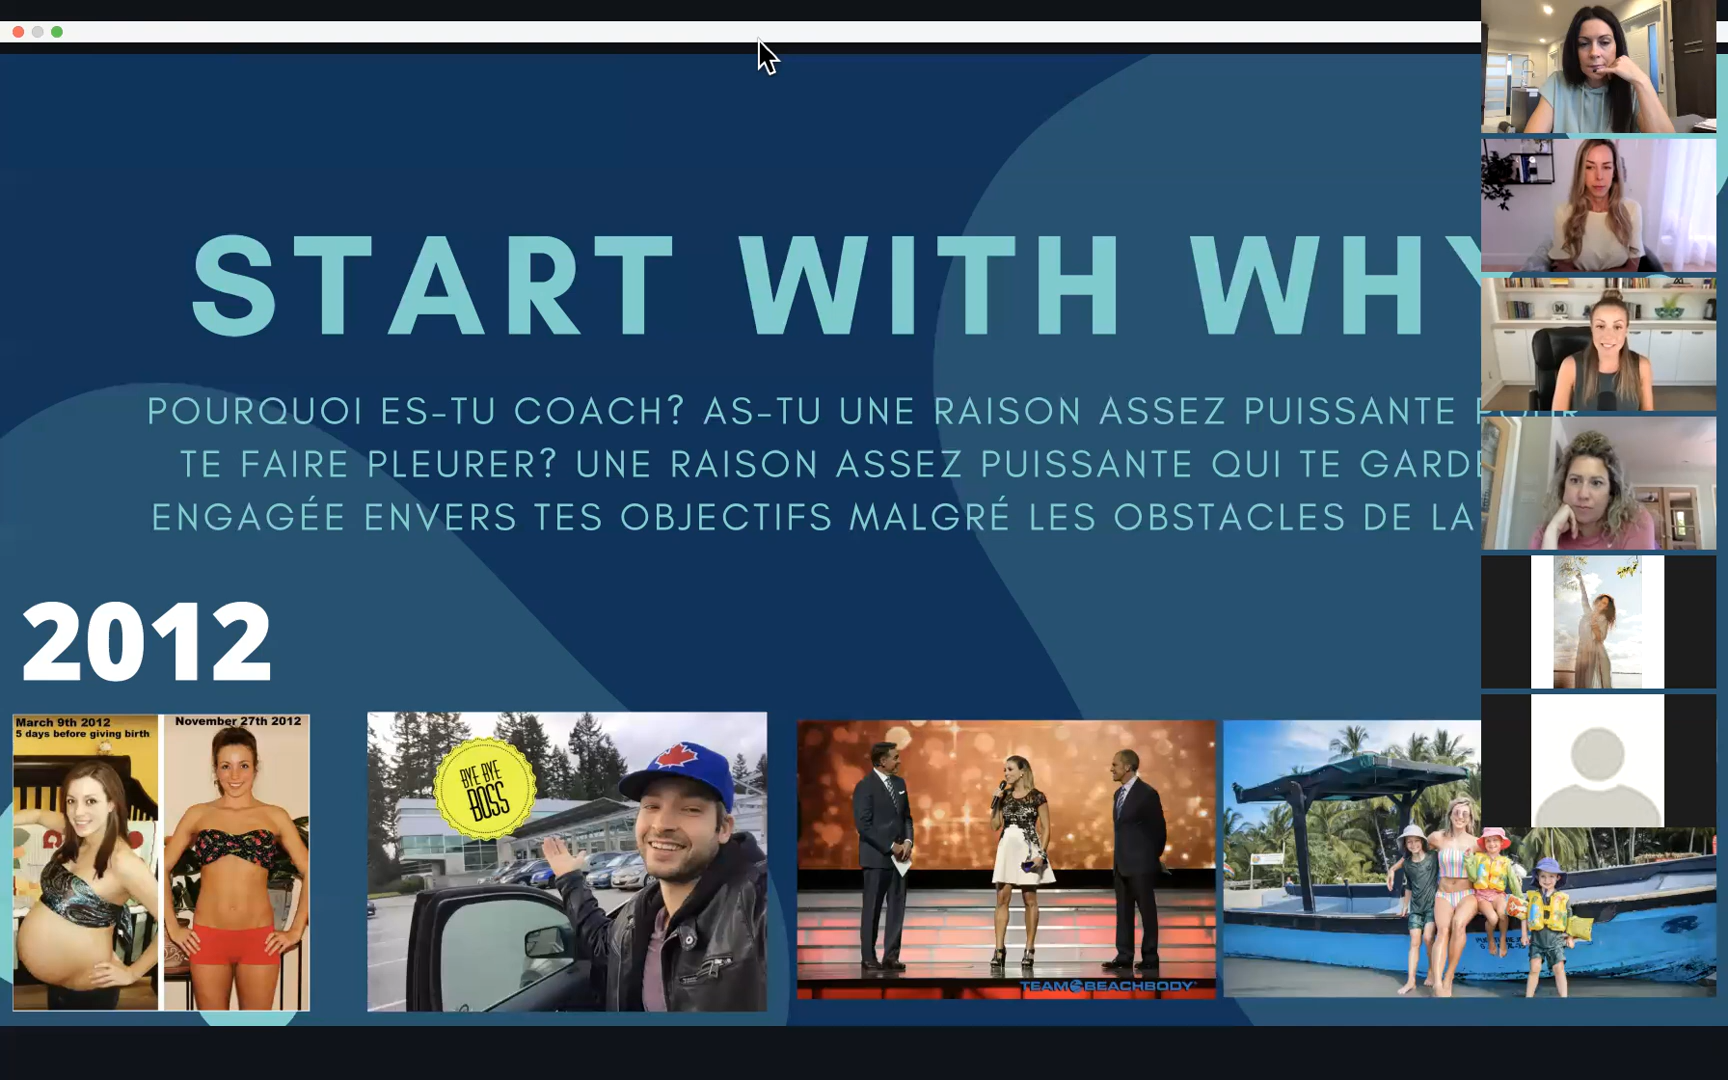 START WITH WHY
POURQUOI ES-TU COACH? AS-TU UNE RAISON ASSEZ PUISSANTE POUR
TE FAIRE PLEURER? UNE RAISON ASSEZ PUISSANTE QUI TE GARDE
ENGAGÉE ENVERS TES OBJECTIFS MALGRÉ LES OBSTACLES DE LA
2012
March 9th 2012
5 days before giving birth
November 27th 2012
BYE BYE
BOSS
TEAM BEACHBODY